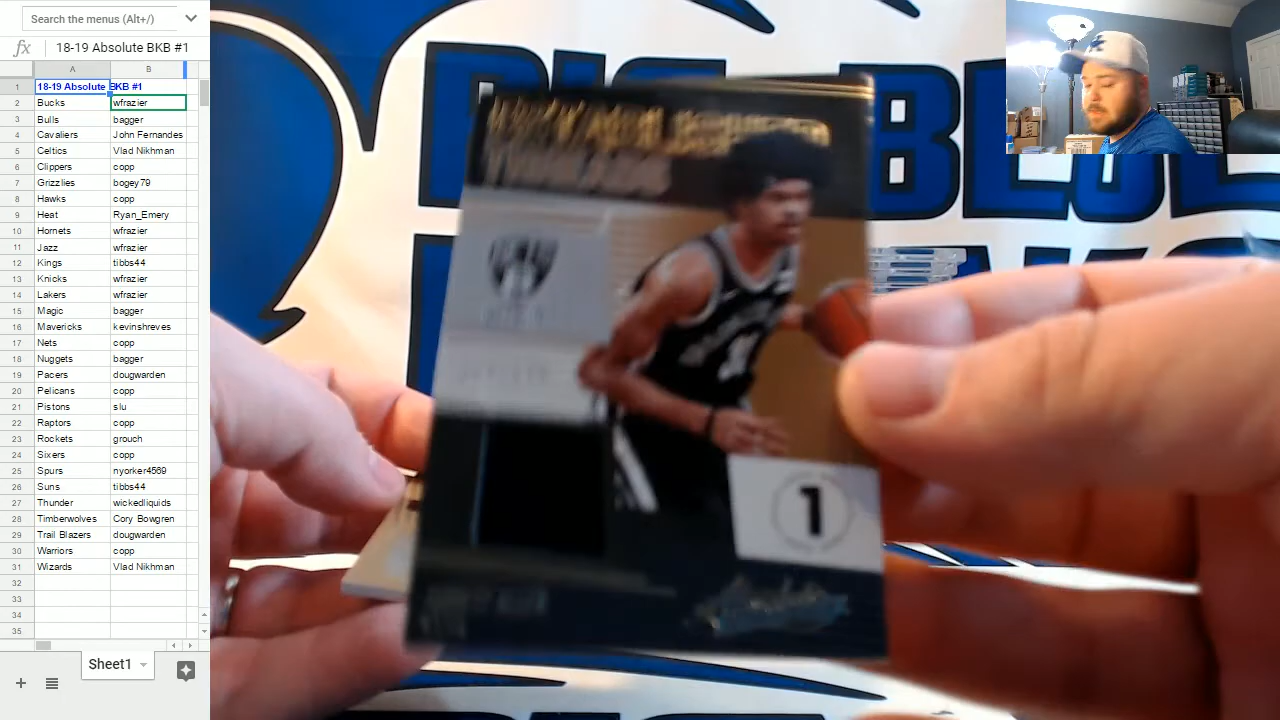 Search the menus (Alt+/)
fx 18-19 Absolute BKB #1
A B
1 18-19 Absolute BKB #1
2 Bucks wfrazier
3 Bulls bagger
4 Cavaliers John Fernandes
5 Celtics Vlad Nikhman
6 Clippers copp
7 Grizzlies bogey79
8 Hawks copp
9 Heat Ryan_Emery
10 Hornets wfrazier
11 Jazz wfrazier
12 Kings tibbs44
13 Knicks wfrazier
14 Lakers wfrazier
15 Magic bagger
16 Mavericks kevinshreves
17 Nets copp
18 Nuggets bagger
19 Pacers dougwarden
20 Pelicans copp
21 Pistons slu
22 Raptors copp
23 Rockets grouch
24 Sixers copp
25 Spurs nyorker4569
26 Suns tibbs44
27 Thunder wickedliquids
28 Timberwolves Cory Bowgren
29 Trail Blazers dougwarden
30 Warriors copp
31 Wizards Vlad Nikhman
32
33
34
35
Sheet1
BIG BLUE
THREADS
1
Absolute